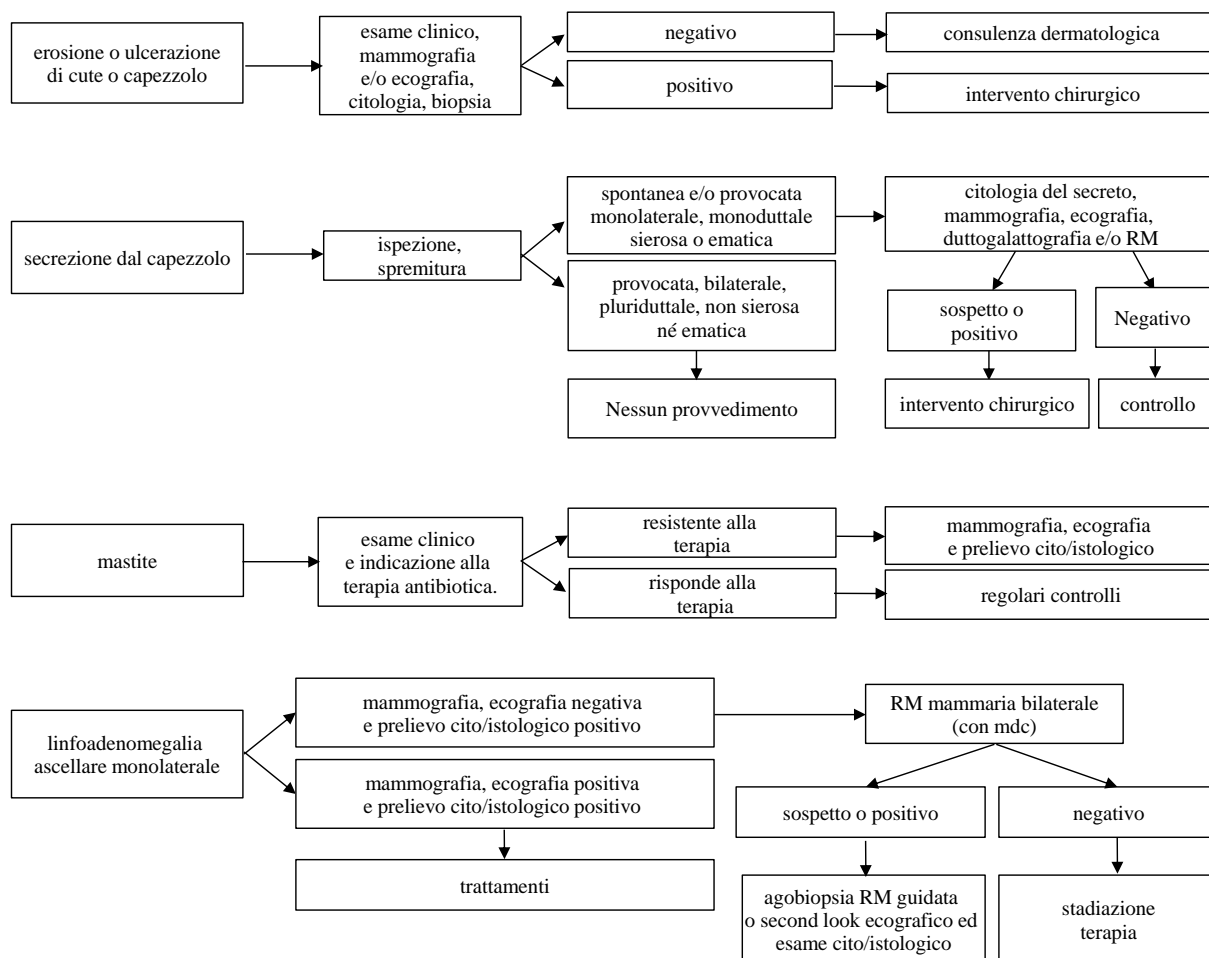 erosione o ulcerazione
di cute o capezzolo
esame clinico,
mammografia
e/o ecografia,
citologia, biopsia
negativo
consulenza dermatologica
positivo
intervento chirurgico
secrezione dal capezzolo
ispezione,
spremitura
spontanea e/o provocata
monolaterale, monoduttale
sierosa o ematica
citologia del secreto,
mammografia, ecografia,
duttogalattografia e/o RM
provocata, bilaterale,
pluriduttale, non sierosa
né ematica
sospetto o
positivo
Negativo
Nessun provvedimento
intervento chirurgico
controllo
mastite
esame clinico
e indicazione alla
terapia antibiotica.
resistente alla
terapia
mammografia, ecografia
e prelievo cito/istologico
risponde alla
terapia
regolari controlli
linfoadenomegalia
ascellare monolaterale
mammografia, ecografia negativa
e prelievo cito/istologico positivo
RM mammaria bilaterale
(con mdc)
mammografia, ecografia positiva
e prelievo cito/istologico positivo
sospetto o positivo
negativo
trattamenti
agobiopsia RM guidata
o second look ecografico ed
esame cito/istologico
stadiazione
terapia